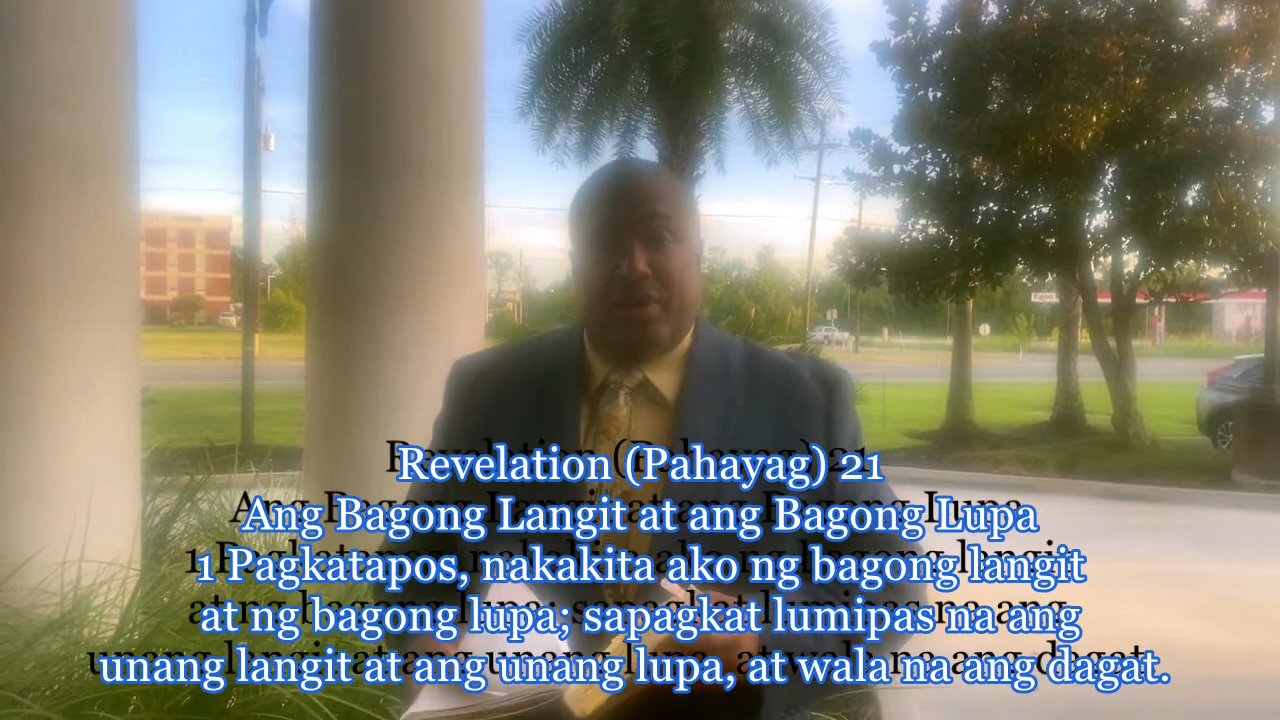 Revelation (Pahayag) 21
Ang Bagong Langit at ang Bagong Lupa
1 Pagkatapos, nakakita ako ng bagong langit
at ng bagong lupa; sapagkat lumipas na ang
unang langit at ang unang lupa, at wala na ang dagat.